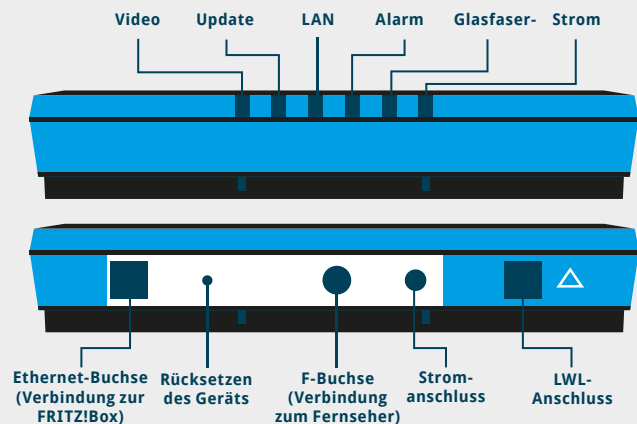 Video Update LAN Alarm Glasfaser- Strom
Ethernet-Buchse
(Verbindung zur
FRITZ!Box)
Rücksetzen
des Geräts
F-Buchse
(Verbindung
zum Fernseher)
Strom-
anschluss
LWL-
Anschluss